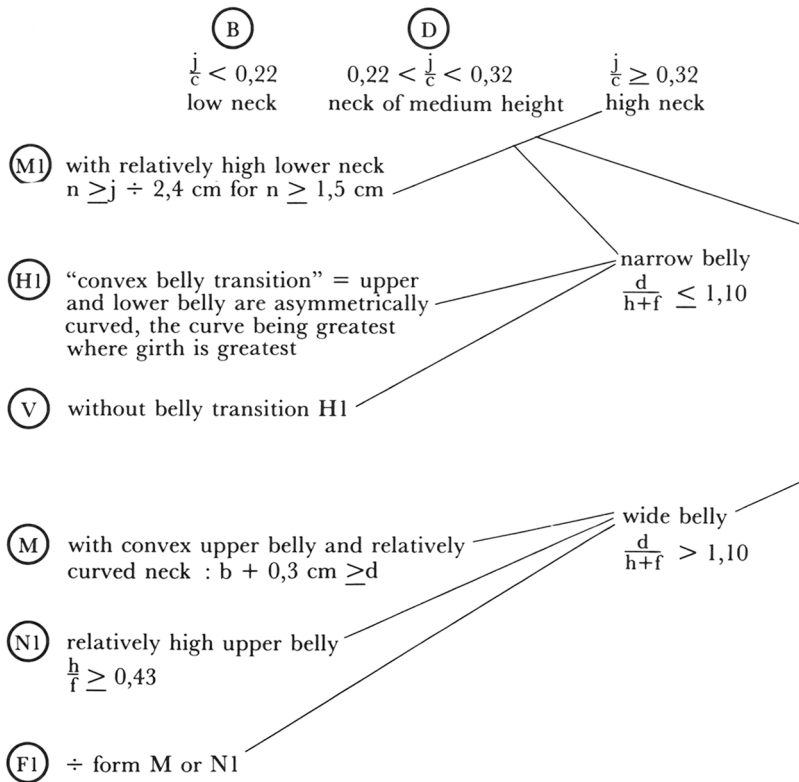 B D
j/c < 0,22 0,22 < j/c < 0,32 j/c ≥ 0,32
low neck neck of medium height high neck
M1 with relatively high lower neck
n ≥ j ÷ 2,4 cm for n ≥ 1,5 cm
narrow belly
d/h+f ≤ 1,10
H1 “convex belly transition” = upper
and lower belly are asymmetrically
curved, the curve being greatest
where girth is greatest
V without belly transition H1
wide belly
d/h+f > 1,10
M with convex upper belly and relatively
curved neck : b + 0,3 cm ≥d
N1 relatively high upper belly
h/f ≥ 0,43
F1 ÷ form M or N1